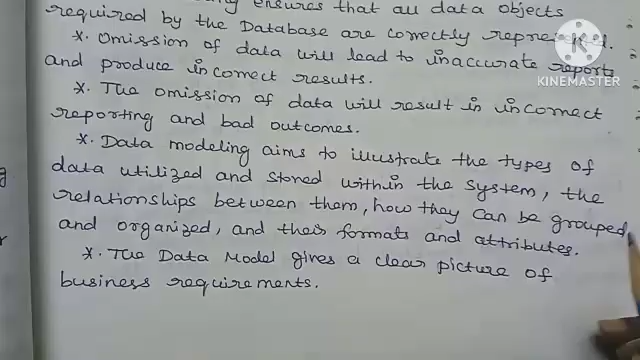 ensures that all data objects
required by the Database are correctly
*. Omission of data will lead to inaccurate reports
and produce incorrect results.
*. The omission of data will result in incorrect
reporting and bad outcomes.
*. Data modeling aims to illustrate the types of
data utilized and stored within the system, the
relationships between them, how they can be grouped
and organized, and their formats and attributes.
*. The Data Model gives a clear picture of
business requirements.
KINEMASTER